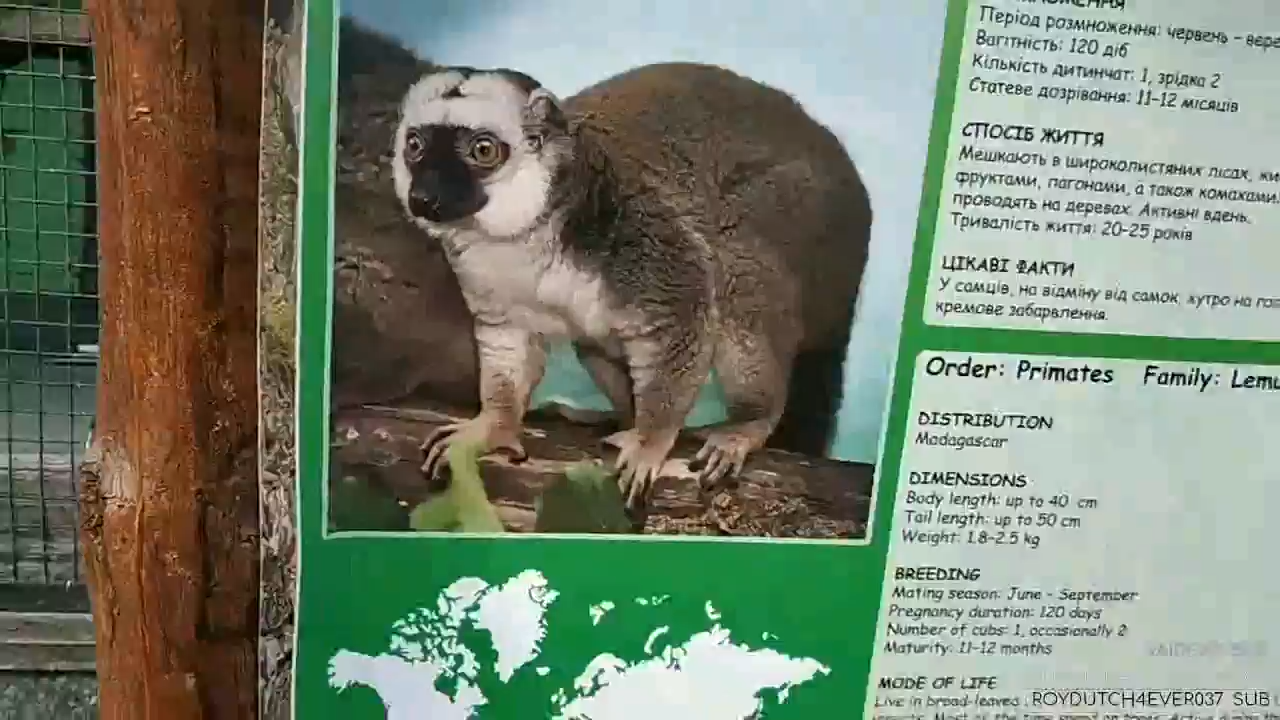 Період розмноження: червень -
Вагітність: 120 діб
Кількість дитинчат: 1, зрідка 2
Статеве дозрівання: 11-12 місяців
СПОСІБ ЖИТТЯ
Мешкають в широколистяних лісах,
фруктами, пагонами, а також комахами.
проводять на деревах. Активні вдень.
Тривалість життя: 20-25 років
ЦІКАВІ ФАКТИ
У самців, на відміну від самок, хутро на
кремове забарвлення.
Order: Primates Family:
DISTRIBUTION
Madagascar
DIMENSIONS
Body length: up to 40 cm
Tail length: up to 50 cm
Weight: 1.8-2.5 kg
BREEDING
Mating season: June - September
Pregnancy duration: 120 days
Number of cubs: 1, occasionally 2
Maturity: 11-12 months
MODE OF LIFE
Live in broad-leaved
ROYDUTCH4EVER037 SUB